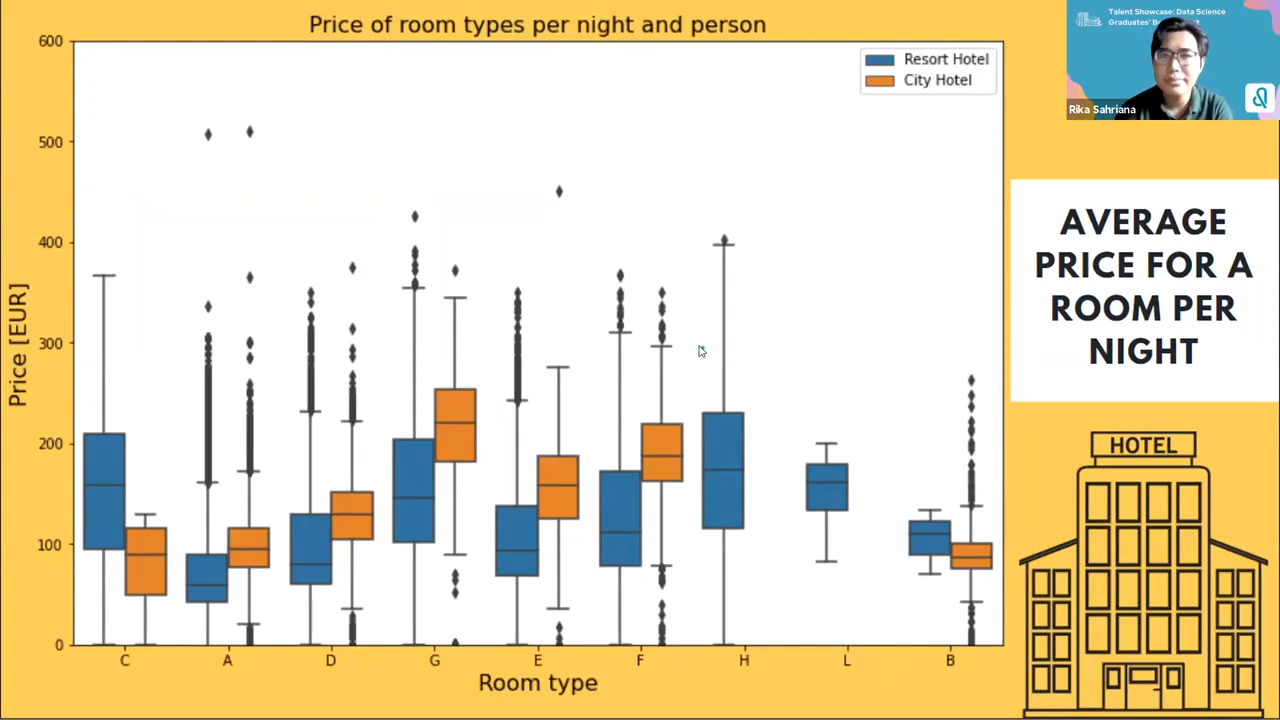 Price of room types per night and person
Resort Hotel
City Hotel
600
500
400
300
200
100
0
Price [EUR]
C A D G E F H L B
Room type
Talent Showcase: Data Science
Graduates'
Rika Sahriana
AVERAGE
PRICE FOR A
ROOM PER
NIGHT
HOTEL